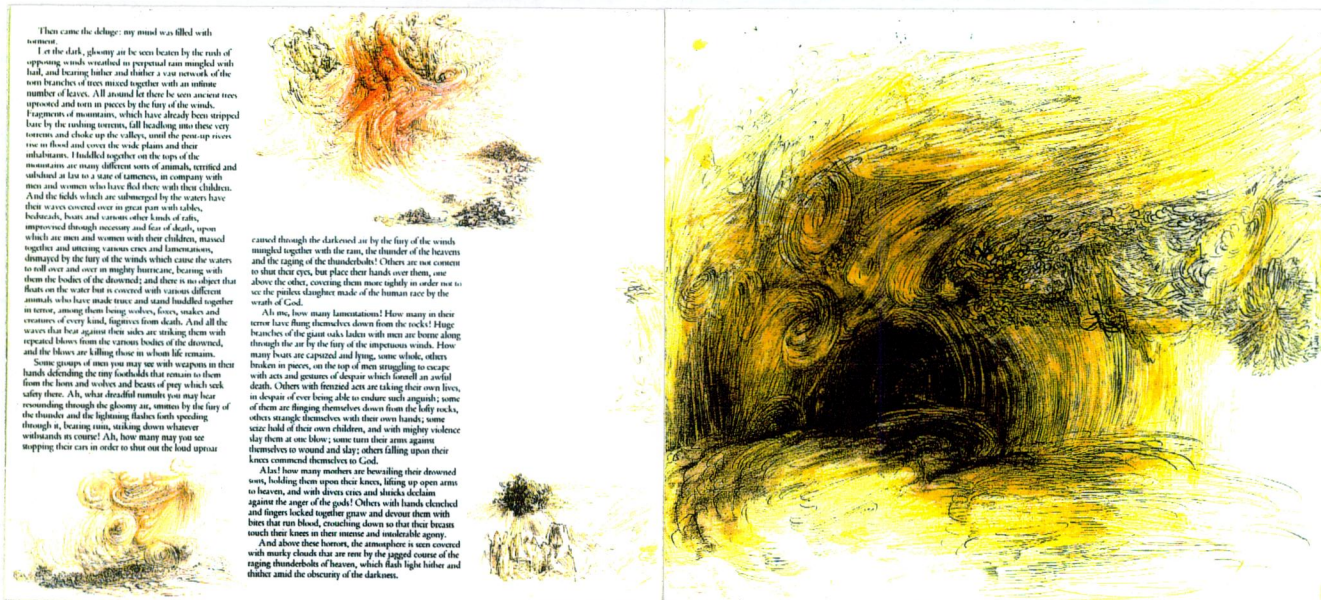 Then came the deluge: my mind was filled with
torment.
Let the dark, gloomy air be seen beaten by the rush of
opposing winds wreathed in perpetual rain mingled with
hail, and bearing hither and thither a vast network of the
torn branches of trees mixed together with an infinite
number of leaves. All around let there be seen ancient trees
uprooted and torn in pieces by the fury of the winds.
Fragments of mountains, which have already been stripped
bare by the rushing torrents, fall headlong into these very
torrents and choke up the valleys, until the pent-up rivers
rise in flood and cover the wide plains and their
inhabitants. Huddled together on the tops of the
mountains are many different sorts of animals, terrified and
subdued at last to a state of tameness, in company with
men and women who have fled there with their children.
And the fields which are submerged by the waters have
their waves covered over in great part with tables,
bedsteads, boats and various other kinds of rafts,
improvised through necessity and fear of death, upon
which are men and women with their children, massed
together and uttering various cries and lamentations,
dismayed by the fury of the winds which cause the waters
to roll over and over in mighty hurricane, bearing with
them the bodies of the drowned; and there is no object that
floats on the water but is covered with various different
animals who have made truce and stand huddled together
in terror, among them being wolves, foxes, snakes and
creatures of every kind, fugitives from death. And all the
waves that beat against their sides are striking them with
repeated blows from the various bodies of the drowned,
and the blows are killing those in whom life remains.
Some groups of men you may see with weapons in their
hands defending the tiny footholds that remain to them
from the lions and wolves and beasts of prey which seek
safety there. Ah, what dreadful tumults you may hear
resounding through the gloomy air, smitten by the fury of
the thunder and the lightning flashes forth speeding
through it, bearing ruin, striking down whatever
withstands its course! Ah, how many may you see
stopping their ears in order to shut out the loud uproar
caused through the darkened air by the fury of the winds
mingled together with the rain, the thunder of the heavens
and the raging of the thunderbolts! Others are not content
to shut their eyes, but place their hands over them, one
above the other, covering them more tightly in order not to
see the pitiless slaughter made of the human race by the
wrath of God.
Ah me, how many lamentations! How many in their
terror have flung themselves down from the rocks! Huge
branches of the giant oaks laden with men are borne along
through the air by the fury of the impetuous winds. How
many boats are capsized and lying, some whole, others
broken in pieces, on the top of men struggling to escape
with acts and gestures of despair which foretell an awful
death. Others with frenzied acts are taking their own lives,
in despair of ever being able to endure such anguish; some
of them are flinging themselves down from the lofty rocks,
others strangle themselves with their own hands; some
seize hold of their own children, and with mighty violence
slay them at one blow; some turn their arms against
themselves to wound and slay; others falling upon their
knees commend themselves to God.
Alas! how many mothers are bewailing their drowned
sons, holding them upon their knees, lifting up open arms
to heaven, and with divers cries and shrieks declaim
against the anger of the gods! Others with hands clenched
and fingers locked together gnaw and devour them with
bites that run blood, crouching down so that their breasts
touch their knees in their intense and intolerable agony.
And above these horrors, the atmosphere is seen covered
with murky clouds that are rent by the jagged course of the
raging thunderbolts of heaven, which flash light hither and
thither amid the obscurity of the darkness.